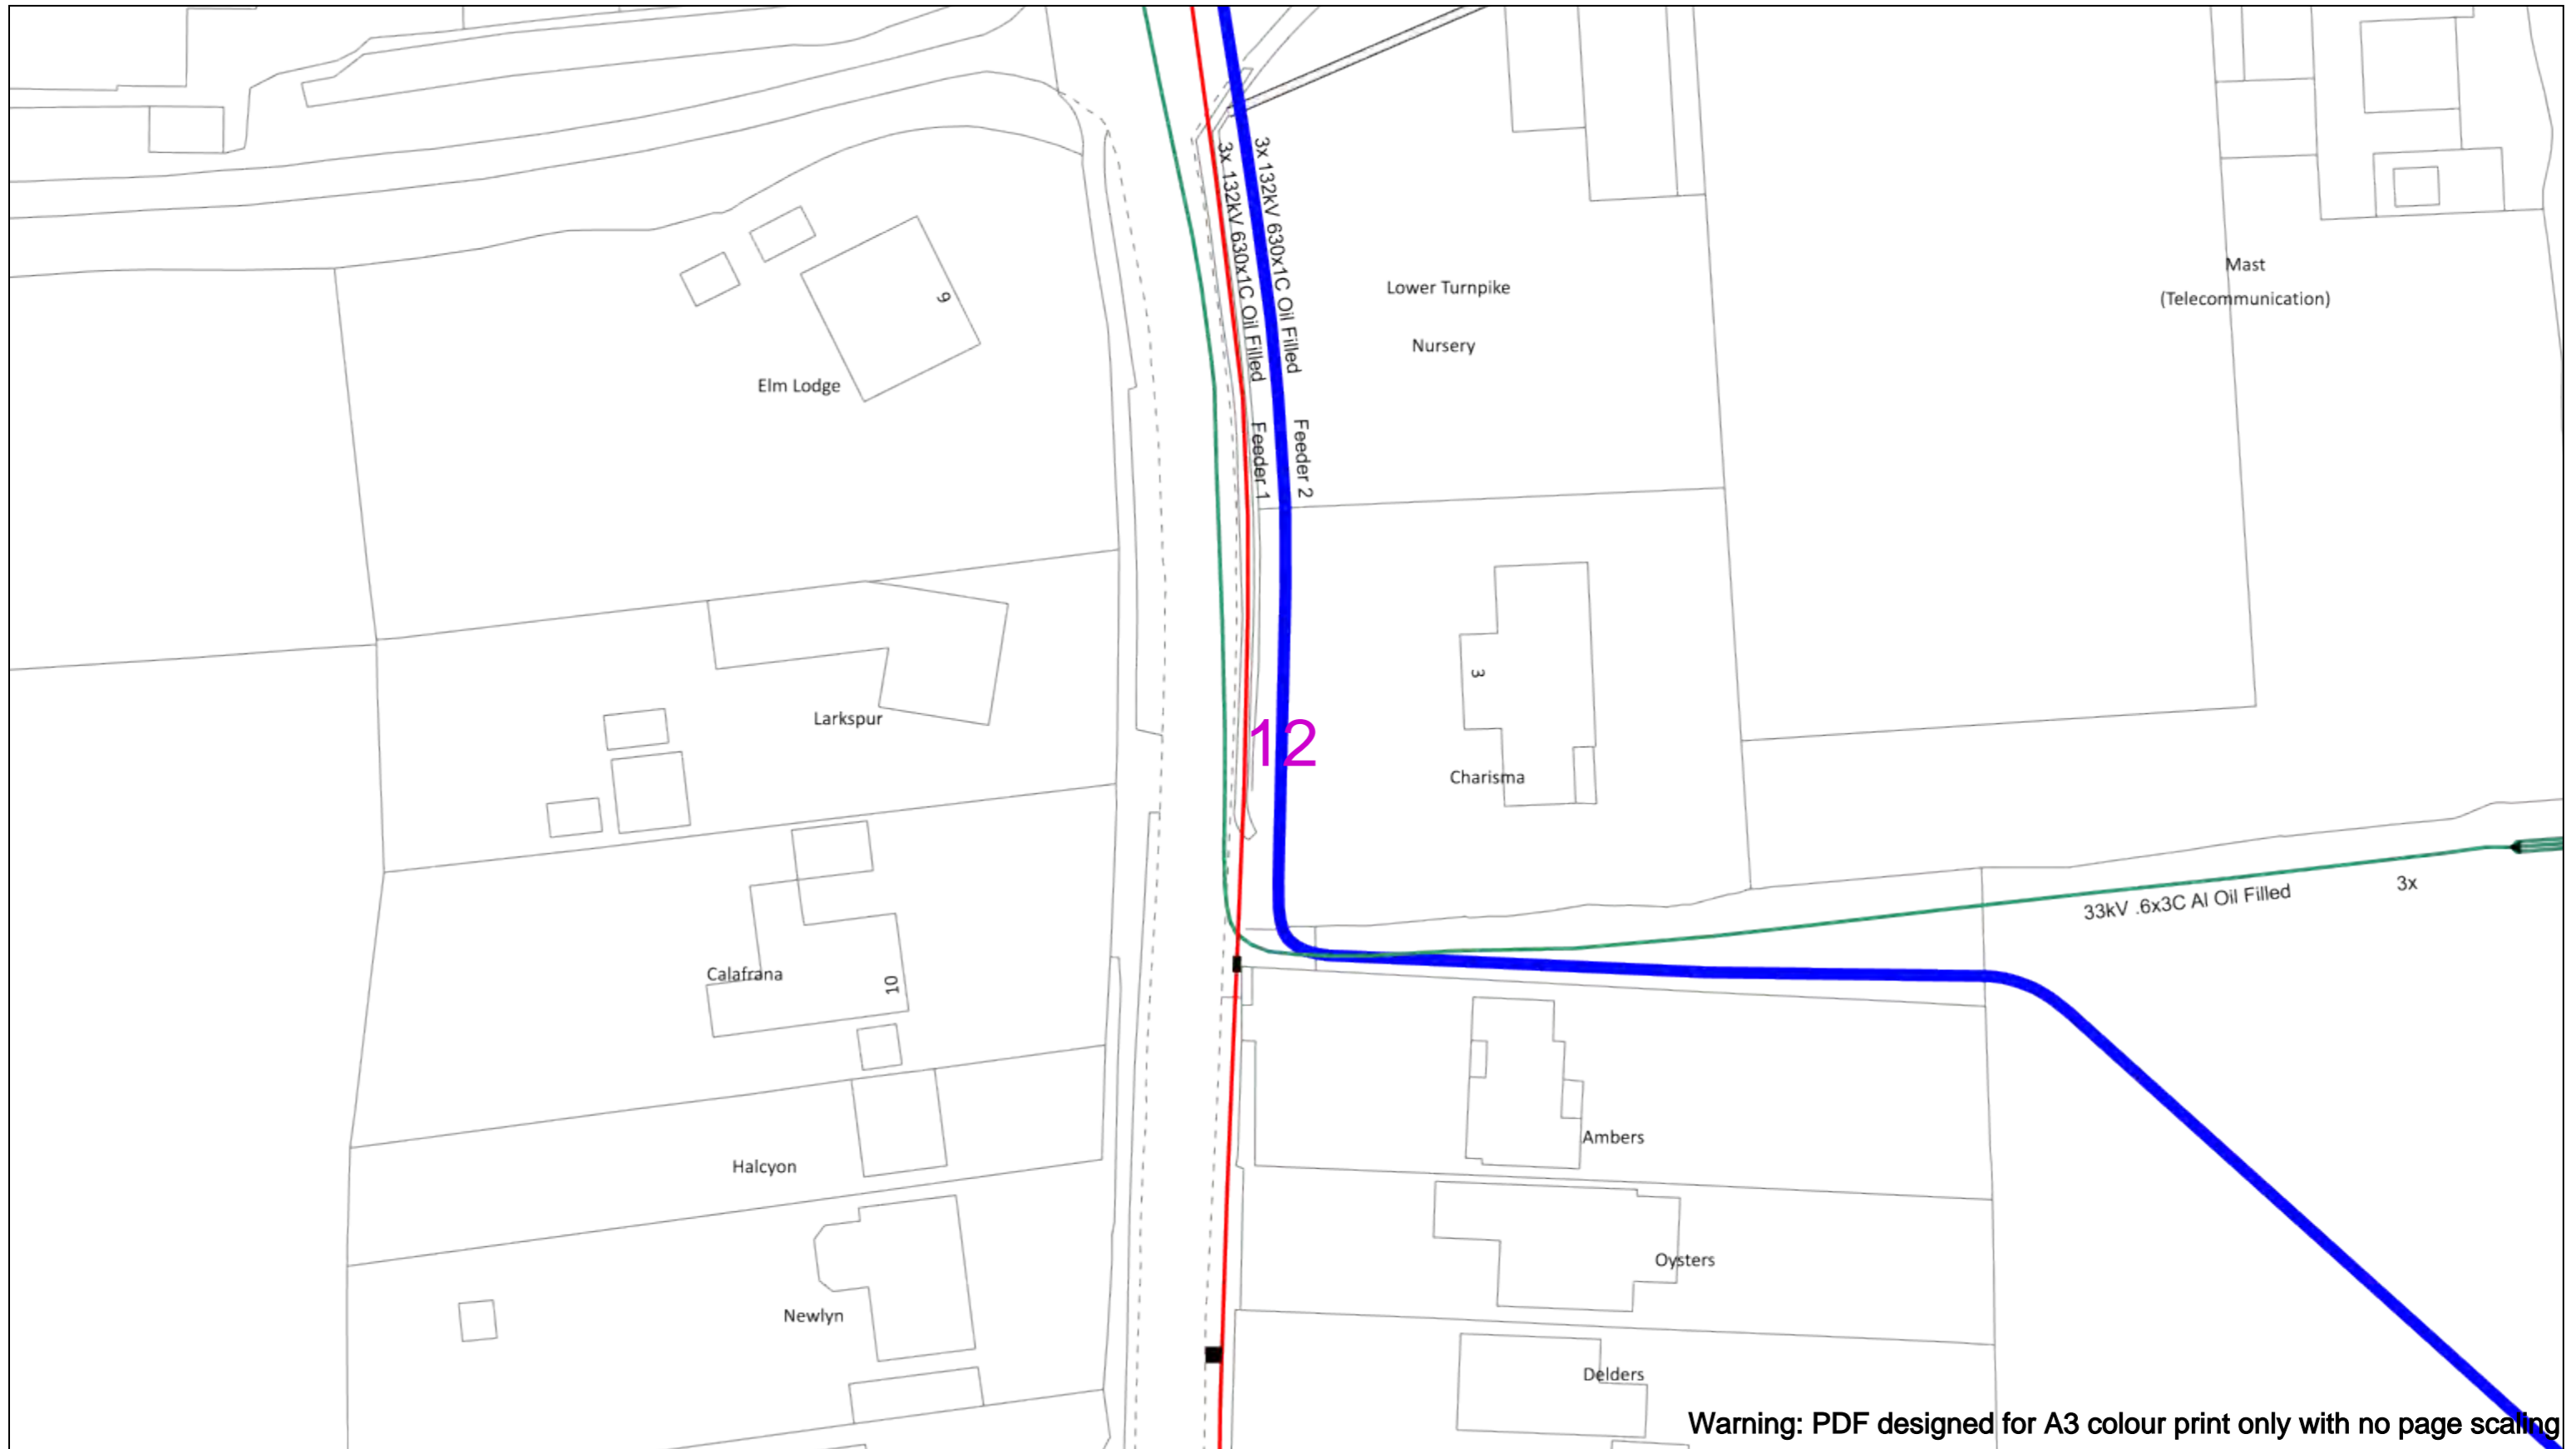 3x 132kV 630x1C Oil Filled
Feeder 1
3x 132kV 630x1C Oil Filled
Feeder 2
Lower Turnpike
Nursery
Mast
(Telecommunication)
9
Elm Lodge
3
Larkspur
12
Charisma
33kV .6x3C Al Oil Filled
3x
Calafrana
10
Ambers
Halcyon
Oysters
Newlyn
Delders
Warning: PDF designed for A3 colour print only with no page scaling